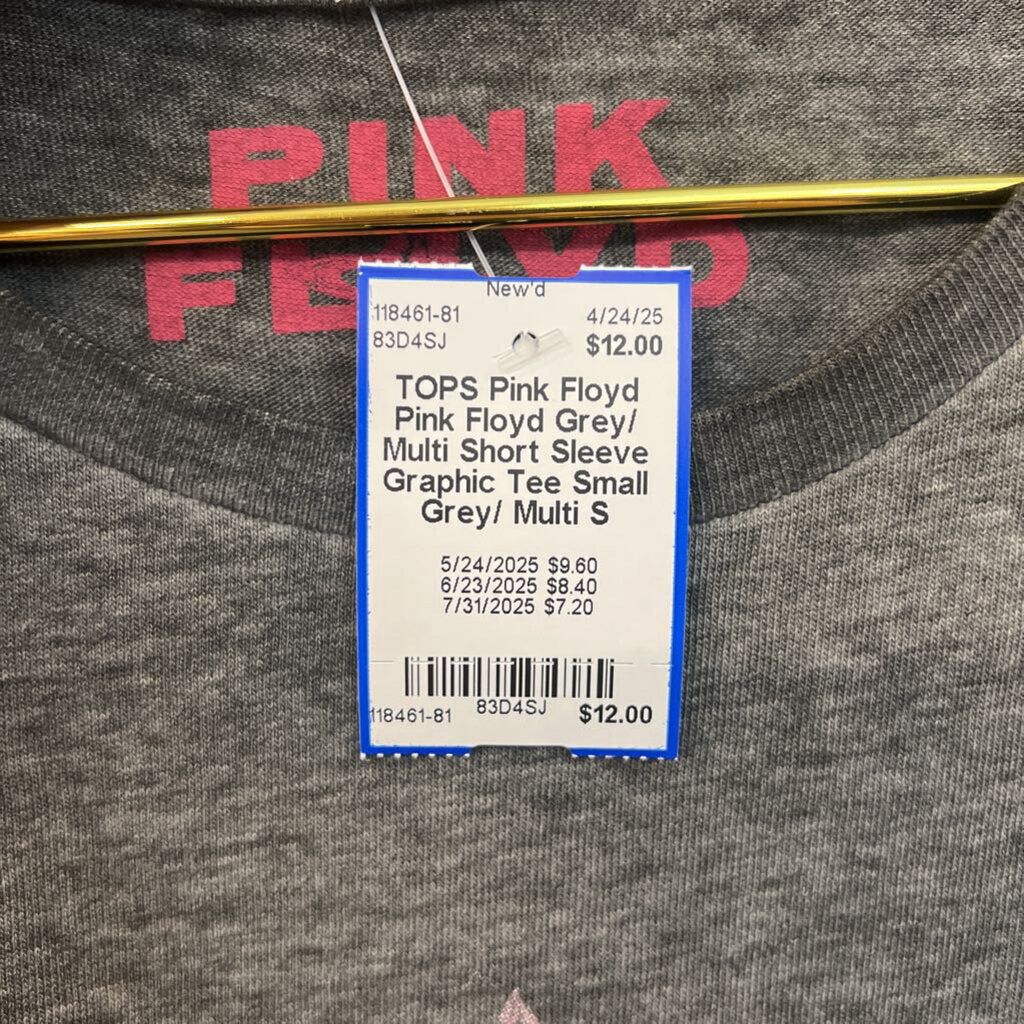 PINK
FLOYD
New'd
118461-81 4/24/25
83D4SJ $12.00
TOPS Pink Floyd
Pink Floyd Grey/
Multi Short Sleeve
Graphic Tee Small
Grey/ Multi S
5/24/2025 $9.60
6/23/2025 $8.40
7/31/2025 $7.20
118461-81 83D4SJ $12.00